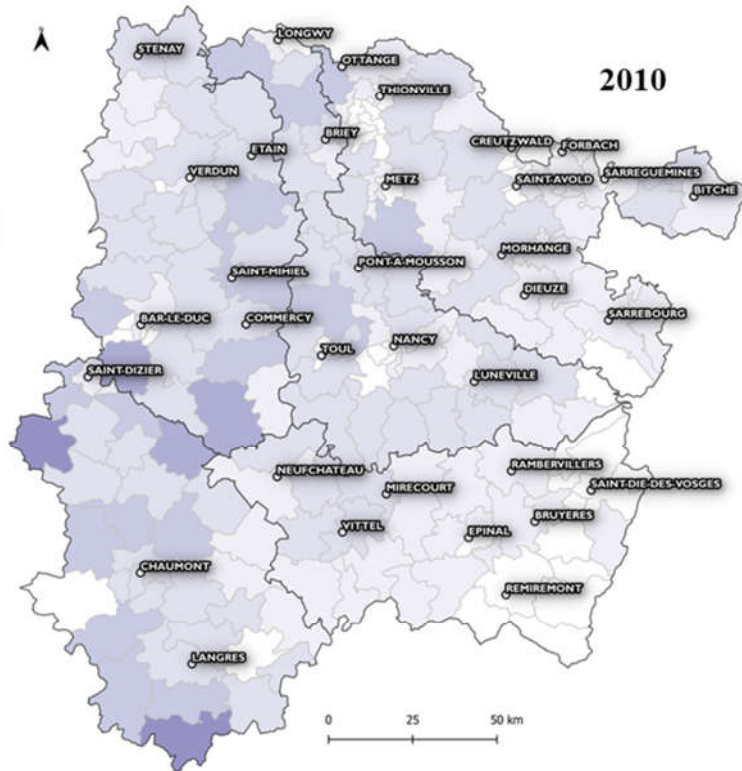 N
LONGWY
STENAY
OTTANGE
2010
THIONVILLE
BRIEY
CREUTZWALD
FORBACH
ETAIN
VERDUN
METZ
SAINT-AVOLD
SARREGUEMINES
BITCHE
MORHANGE
SAINT-MIHIEL
PONT-A-MOUSSON
DIEUZE
BAR-LE-DUC
COMMERCY
SARREBOURG
NANCY
TOUL
SAINT-DIZIER
LUNEVILLE
NEUFCHATEAU
RAMBERVILLERS
MIRECOURT
SAINT-DIE-DES-VOSGES
BRUYERES
VITTEL
EPINAL
CHAUMONT
REMIREMONT
LANGRES
0 25 50 km